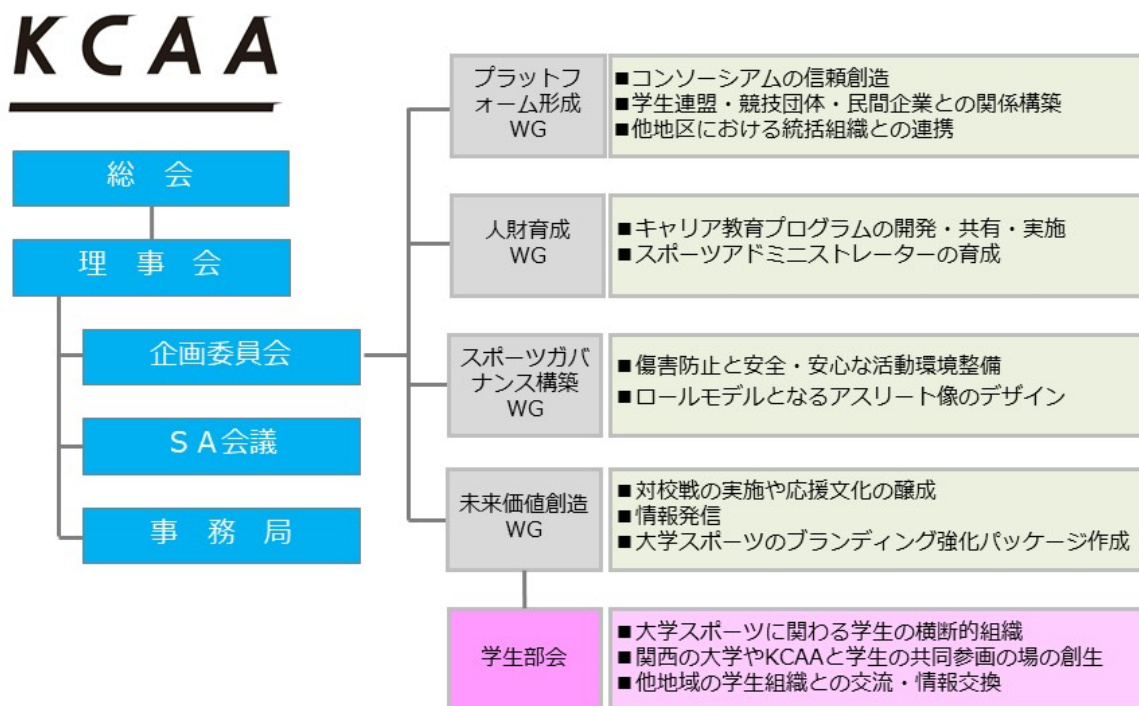 KCAA
総　会
理　事　会
企画委員会
ＳＡ会議
事　務　局
プラットフ
ォーム形成
WG
■コンソーシアムの信頼創造
■学生連盟・競技団体・民間企業との関係構築
■他地区における統括組織との連携
人財育成
WG
■キャリア教育プログラムの開発・共有・実施
■スポーツアドミニストレーターの育成
スポーツガバ
ナンス構築
WG
■傷害防止と安全・安心な活動環境整備
■ロールモデルとなるアスリート像のデザイン
未来価値創造
WG
■対校戦の実施や応援文化の醸成
■情報発信
■大学スポーツのブランディング強化パッケージ作成
学生部会
■大学スポーツに関わる学生の横断的組織
■関西の大学やKCAAと学生の共同参画の場の創生
■他地域の学生組織との交流・情報交換